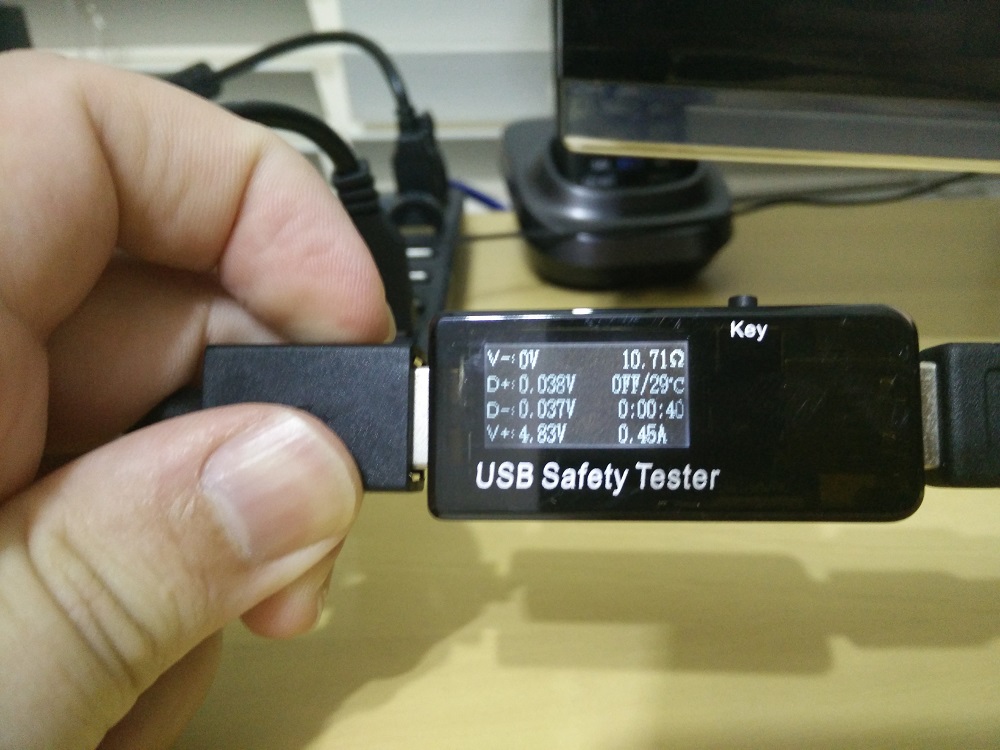 Key
V-:0V 10.71Ω
D+:0.038V OFF/29℃
D-:0.037V 0:00:40
V+:4.83V 0.45A
USB Safety Tester